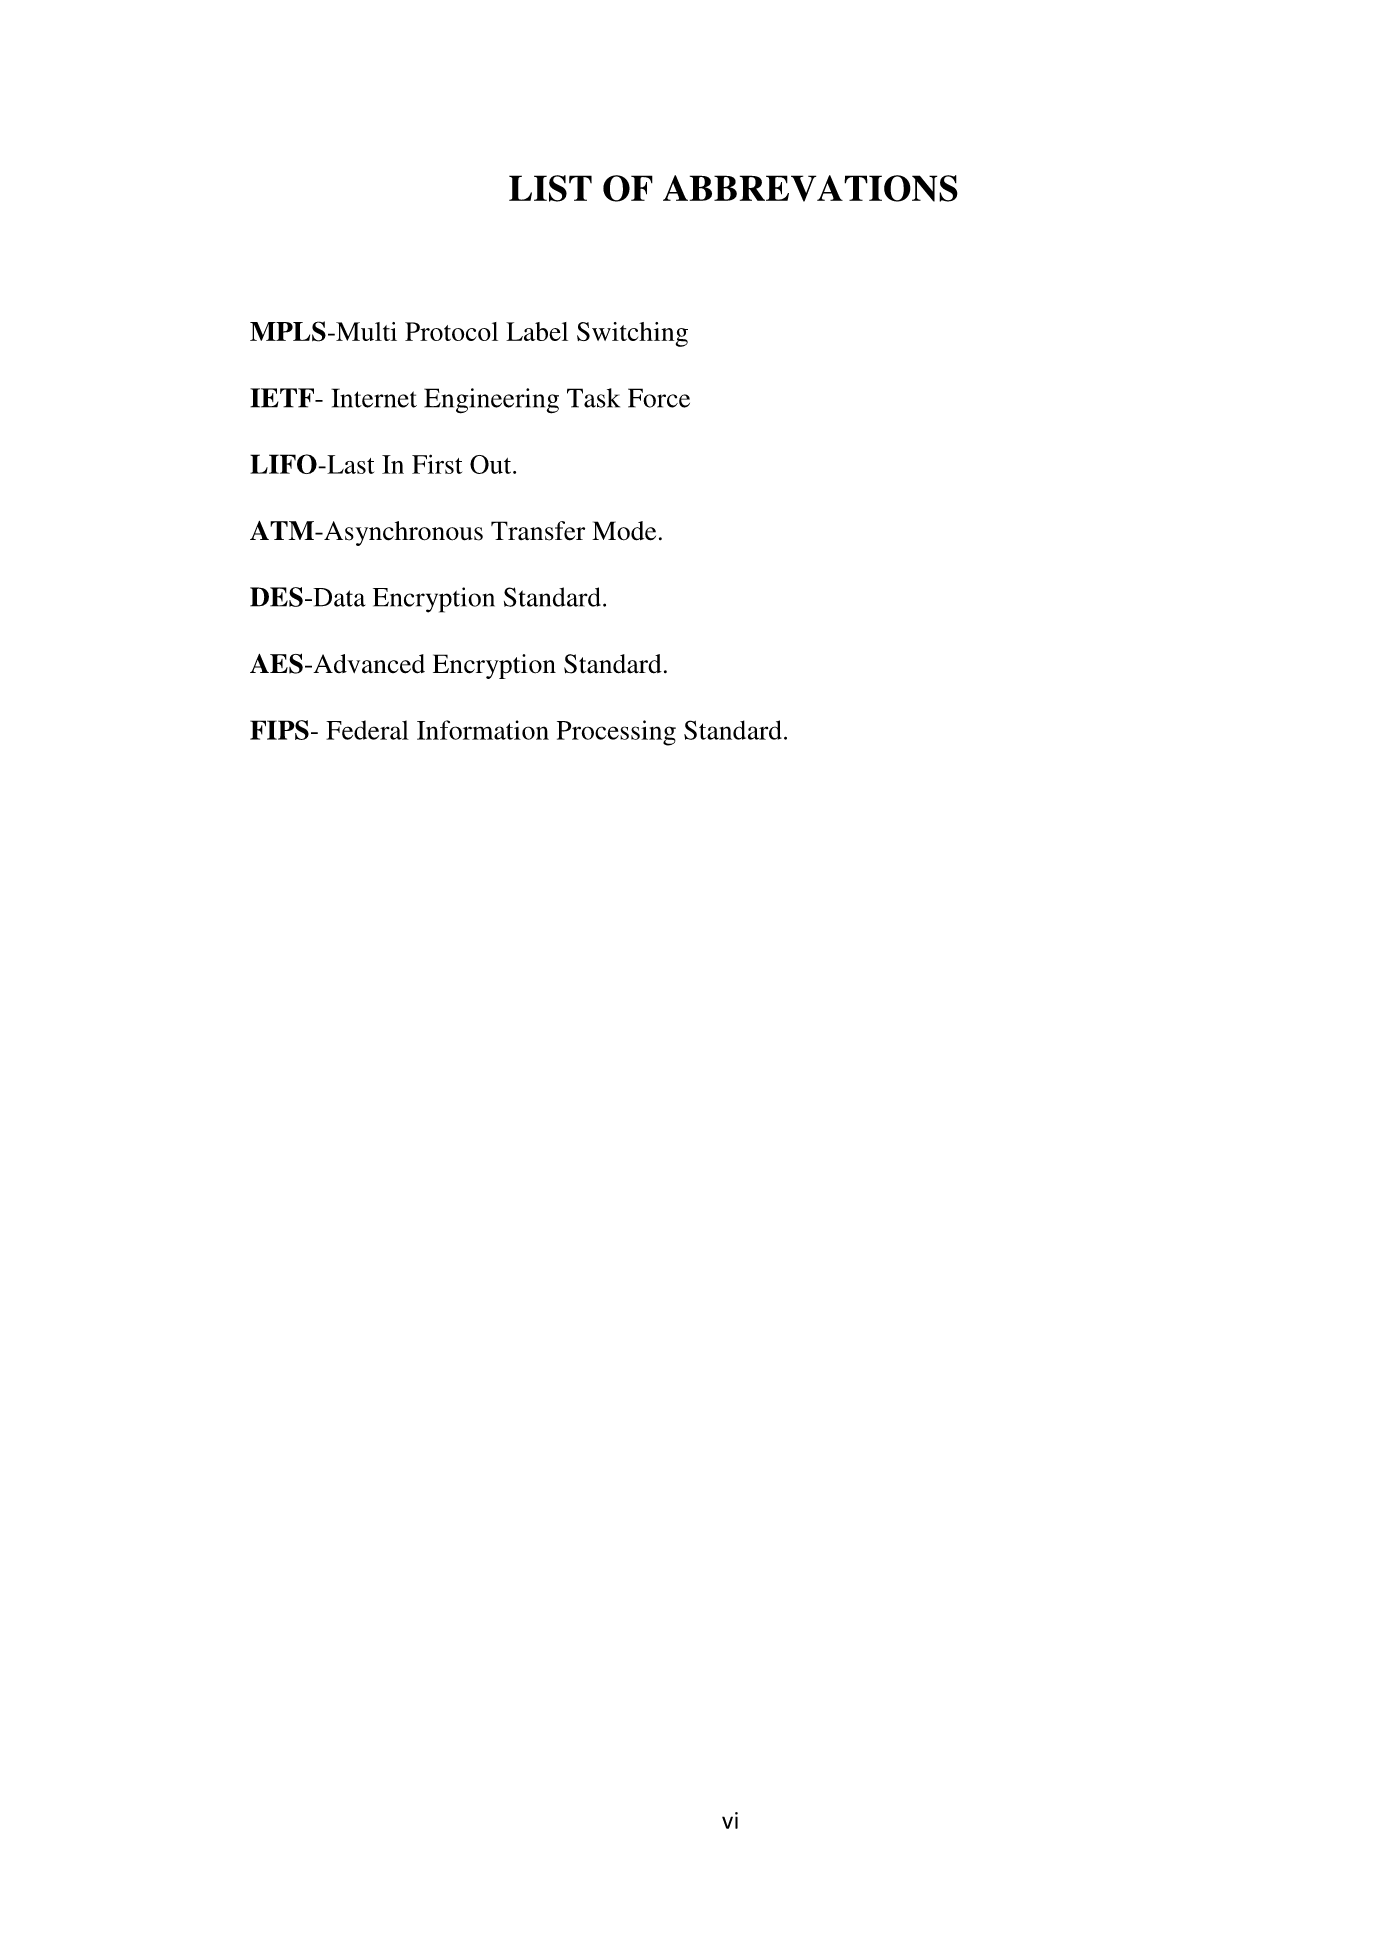 LIST OF ABBREVATIONS
MPLS-Multi Protocol Label Switching
IETF- Internet Engineering Task Force
LIFO-Last In First Out.
ATM-Asynchronous Transfer Mode.
DES-Data Encryption Standard.
AES-Advanced Encryption Standard.
FIPS- Federal Information Processing Standard.
vi